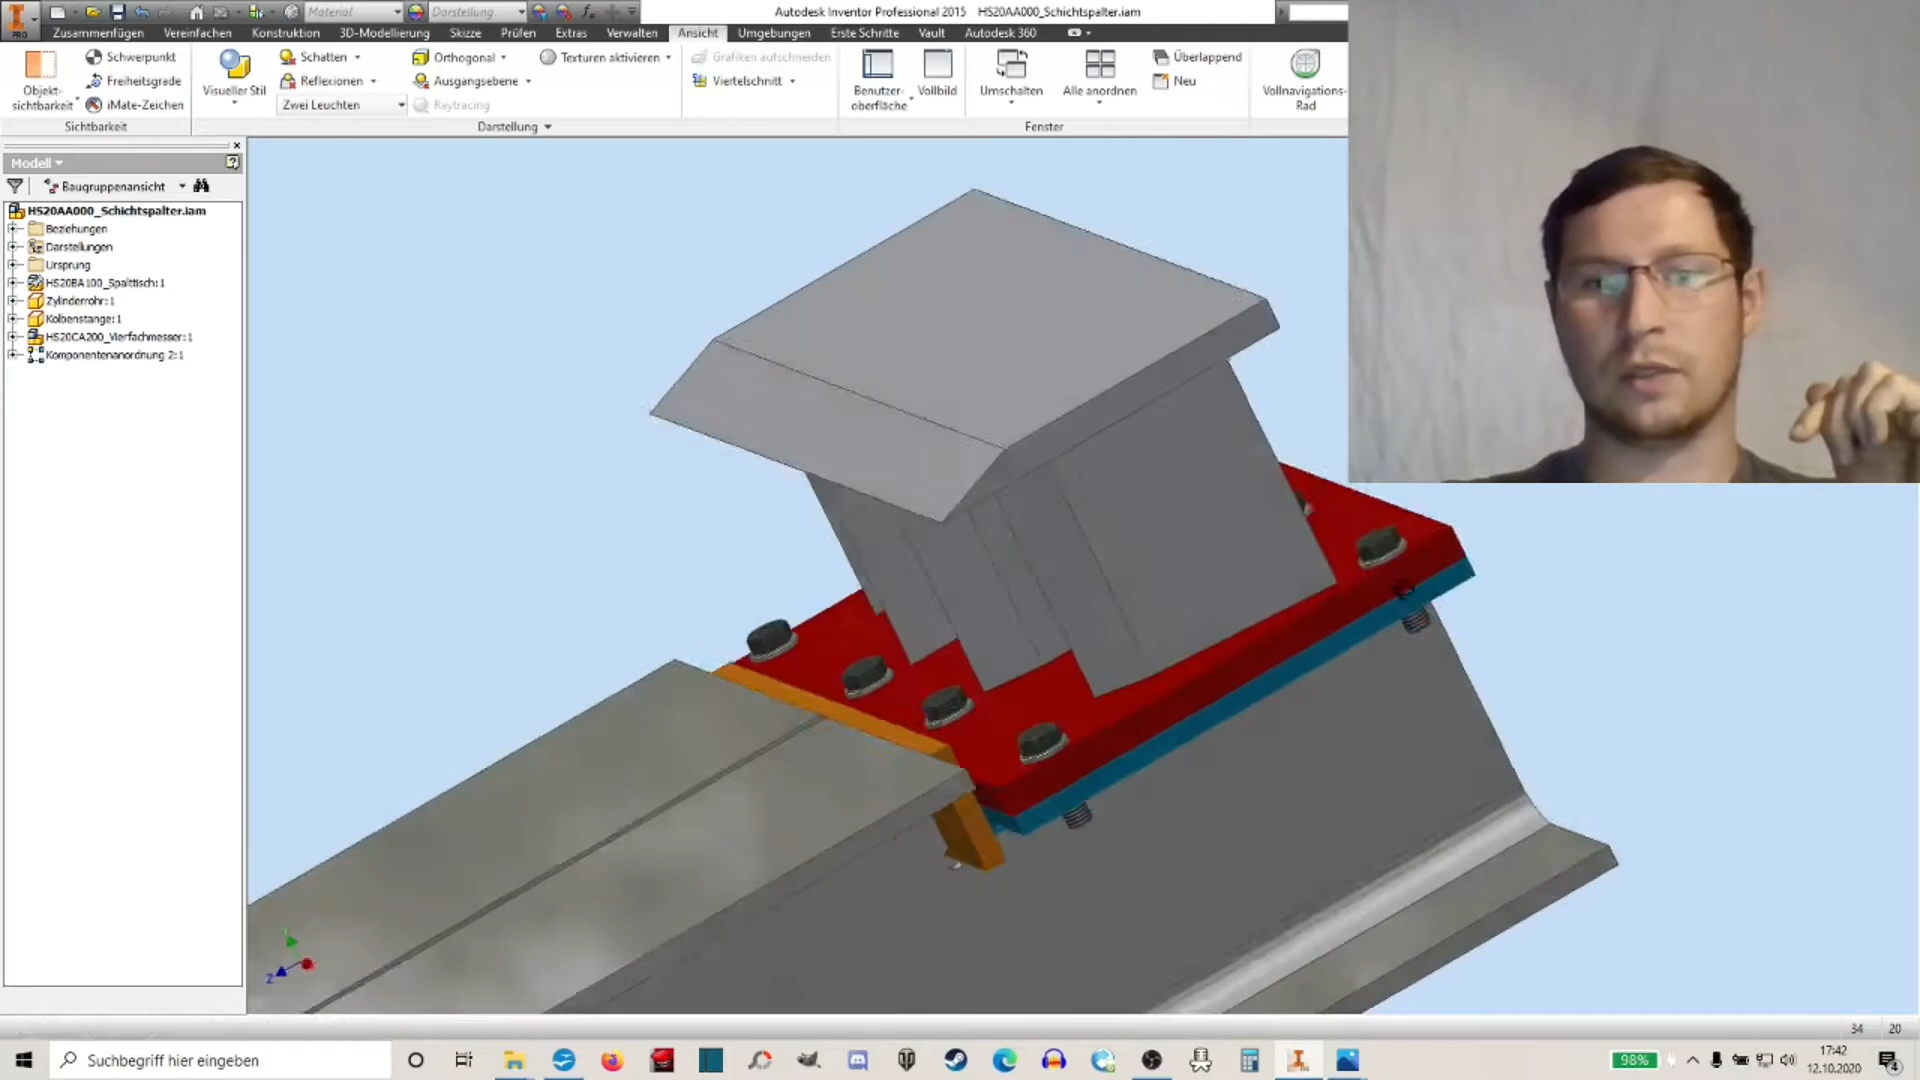 PRO
Material
Darstellung
Autodesk Inventor Professional 2015 HS20AA000_Schichtspalter.iam
Zusammenfügen Vereinfachen Konstruktion 3D-Modellierung Skizze Prüfen Extras Verwalten Ansicht Umgebungen Erste Schritte Vault Autodesk 360
Objekt-
sichtbarkeit
Schwerpunkt
Freiheitsgrade
iMate-Zeichen
Sichtbarkeit
Visueller Stil
Schatten
Reflexionen
Zwei Leuchten
Orthogonal
Ausgangsebene
Raytracing
Texturen aktivieren
Darstellung
Grafiken aufschneiden
Viertelschnitt
Benutzer-
oberfläche
Vollbild
Umschalten
Alle anordnen
Überlappend
Neu
Fenster
Vollnavigations-
Rad
Modell
Baugruppenansicht
HS20AA000_Schichtspalter.iam
Beziehungen
Darstellungen
Ursprung
HS20BA100_Spalttisch:1
Zylinderrohr:1
Kolbenstange:1
HS20CA200_Vierfachmesser:1
Komponentenanordnung 2:1
Z
34 20
Suchbegriff hier eingeben
98%
17:42
12.10.2020
4